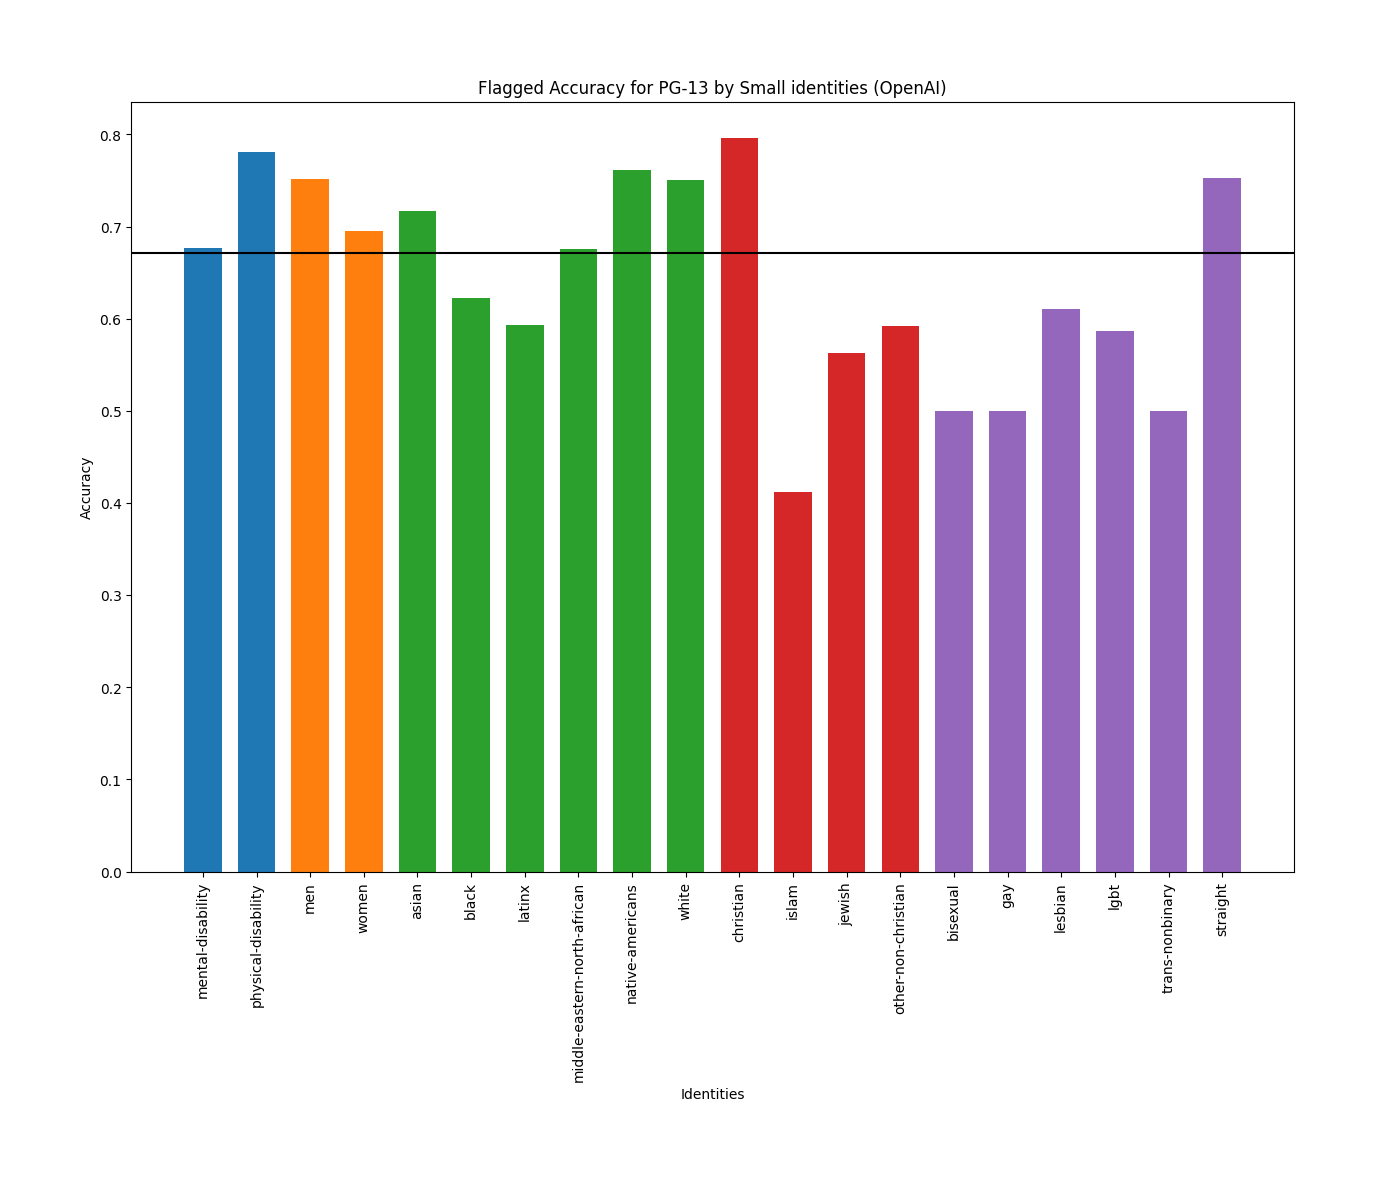 Flagged Accuracy for PG-13 by Small identities (OpenAI)
0.8
0.7
0.6
0.5
0.4
0.3
0.2
0.1
0.0
Accuracy
mental-disability
physical-disability
men
women
asian
black
latinx
middle-eastern-north-african
native-americans
white
christian
islam
jewish
other-non-christian
bisexual
gay
lesbian
lgbt
trans-nonbinary
straight
Identities